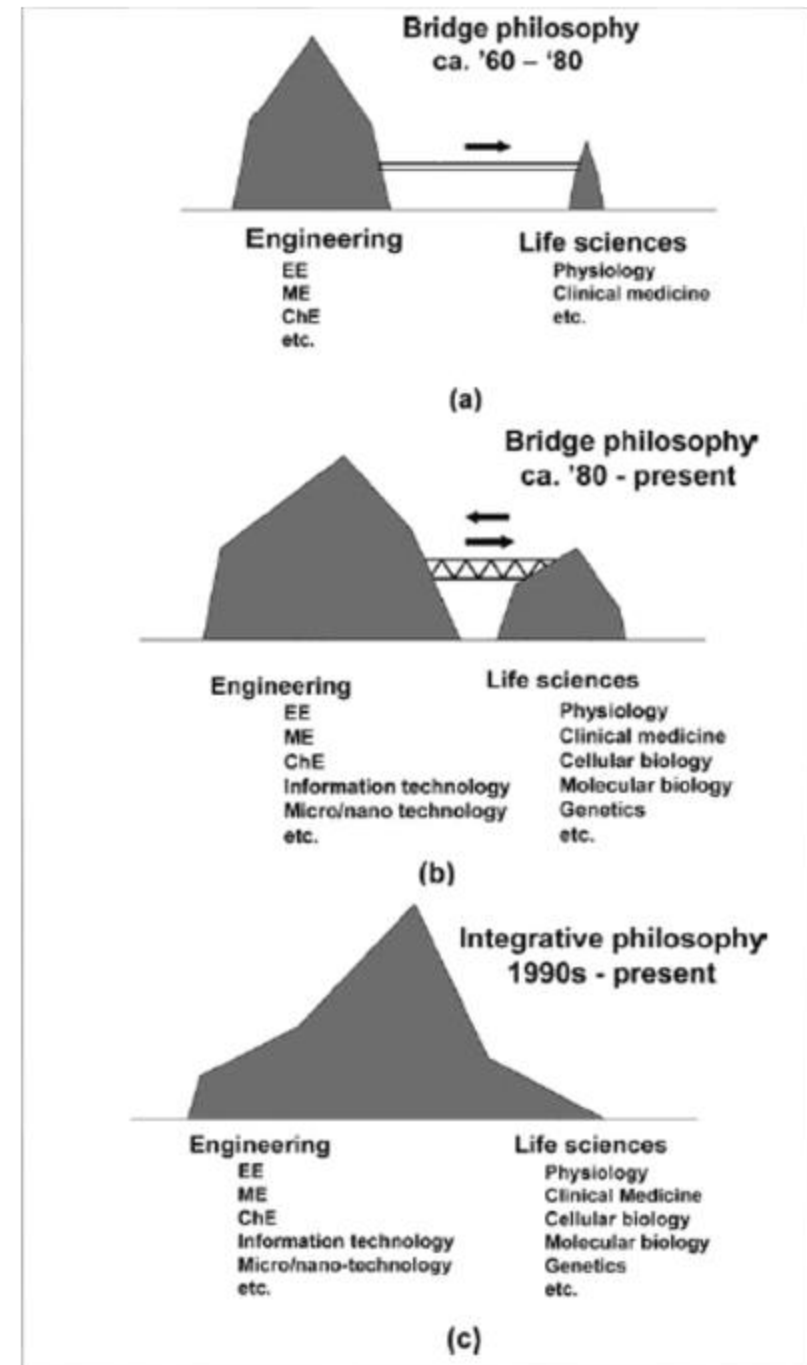 Bridge philosophy
ca. '60 – '80
Engineering
EE
ME
ChE
etc.
Life sciences
Physiology
Clinical medicine
etc.
(a)
Bridge philosophy
ca. '80 - present
Engineering
EE
ME
ChE
Information technology
Micro/nano technology
etc.
Life sciences
Physiology
Clinical medicine
Cellular biology
Molecular biology
Genetics
etc.
(b)
Integrative philosophy
1990s - present
Engineering
EE
ME
ChE
Information technology
Micro/nano-technology
etc.
Life sciences
Physiology
Clinical Medicine
Cellular biology
Molecular biology
Genetics
etc.
(c)